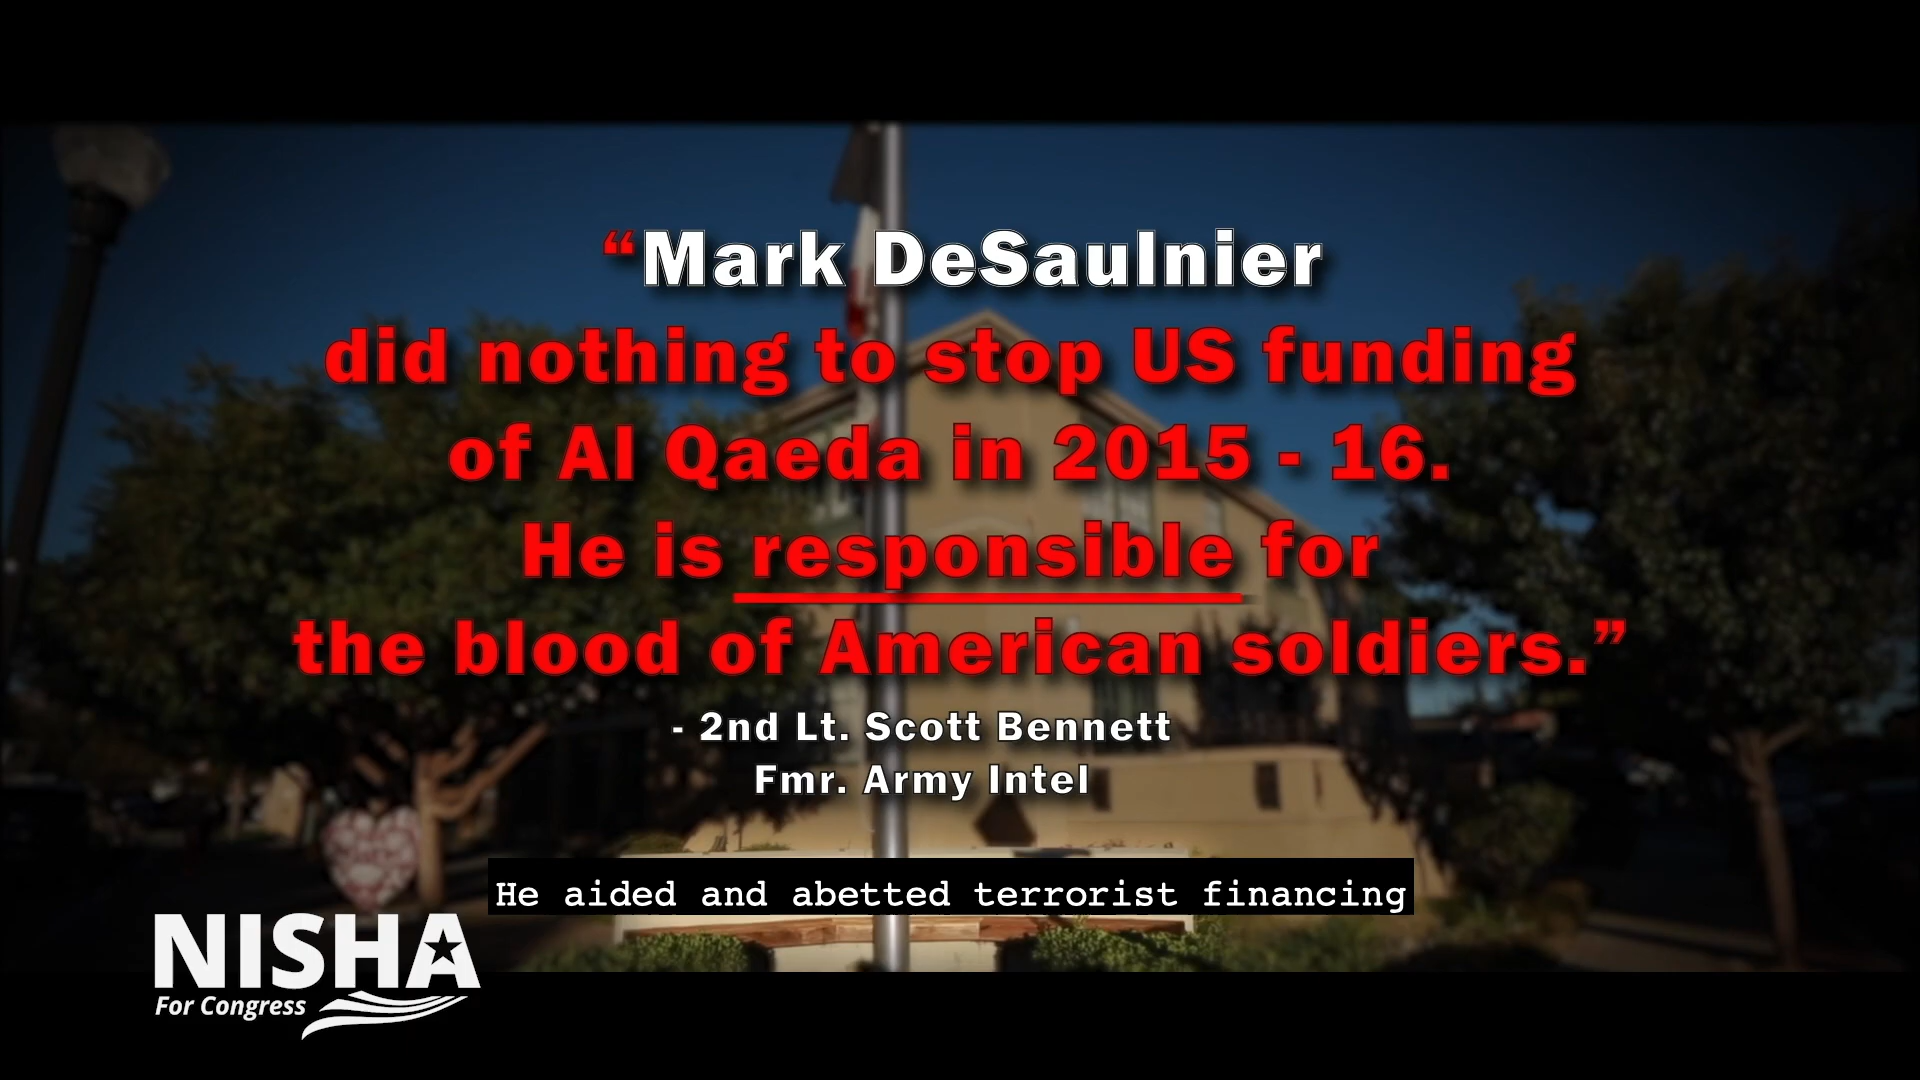 “Mark DeSaulnier
did nothing to stop US funding
of Al Qaeda in 2015 - 16.
He is responsible for
the blood of American soldiers.”
- 2nd Lt. Scott Bennett
Fmr. Army Intel
He aided and abetted terrorist financing
NISHA
For Congress